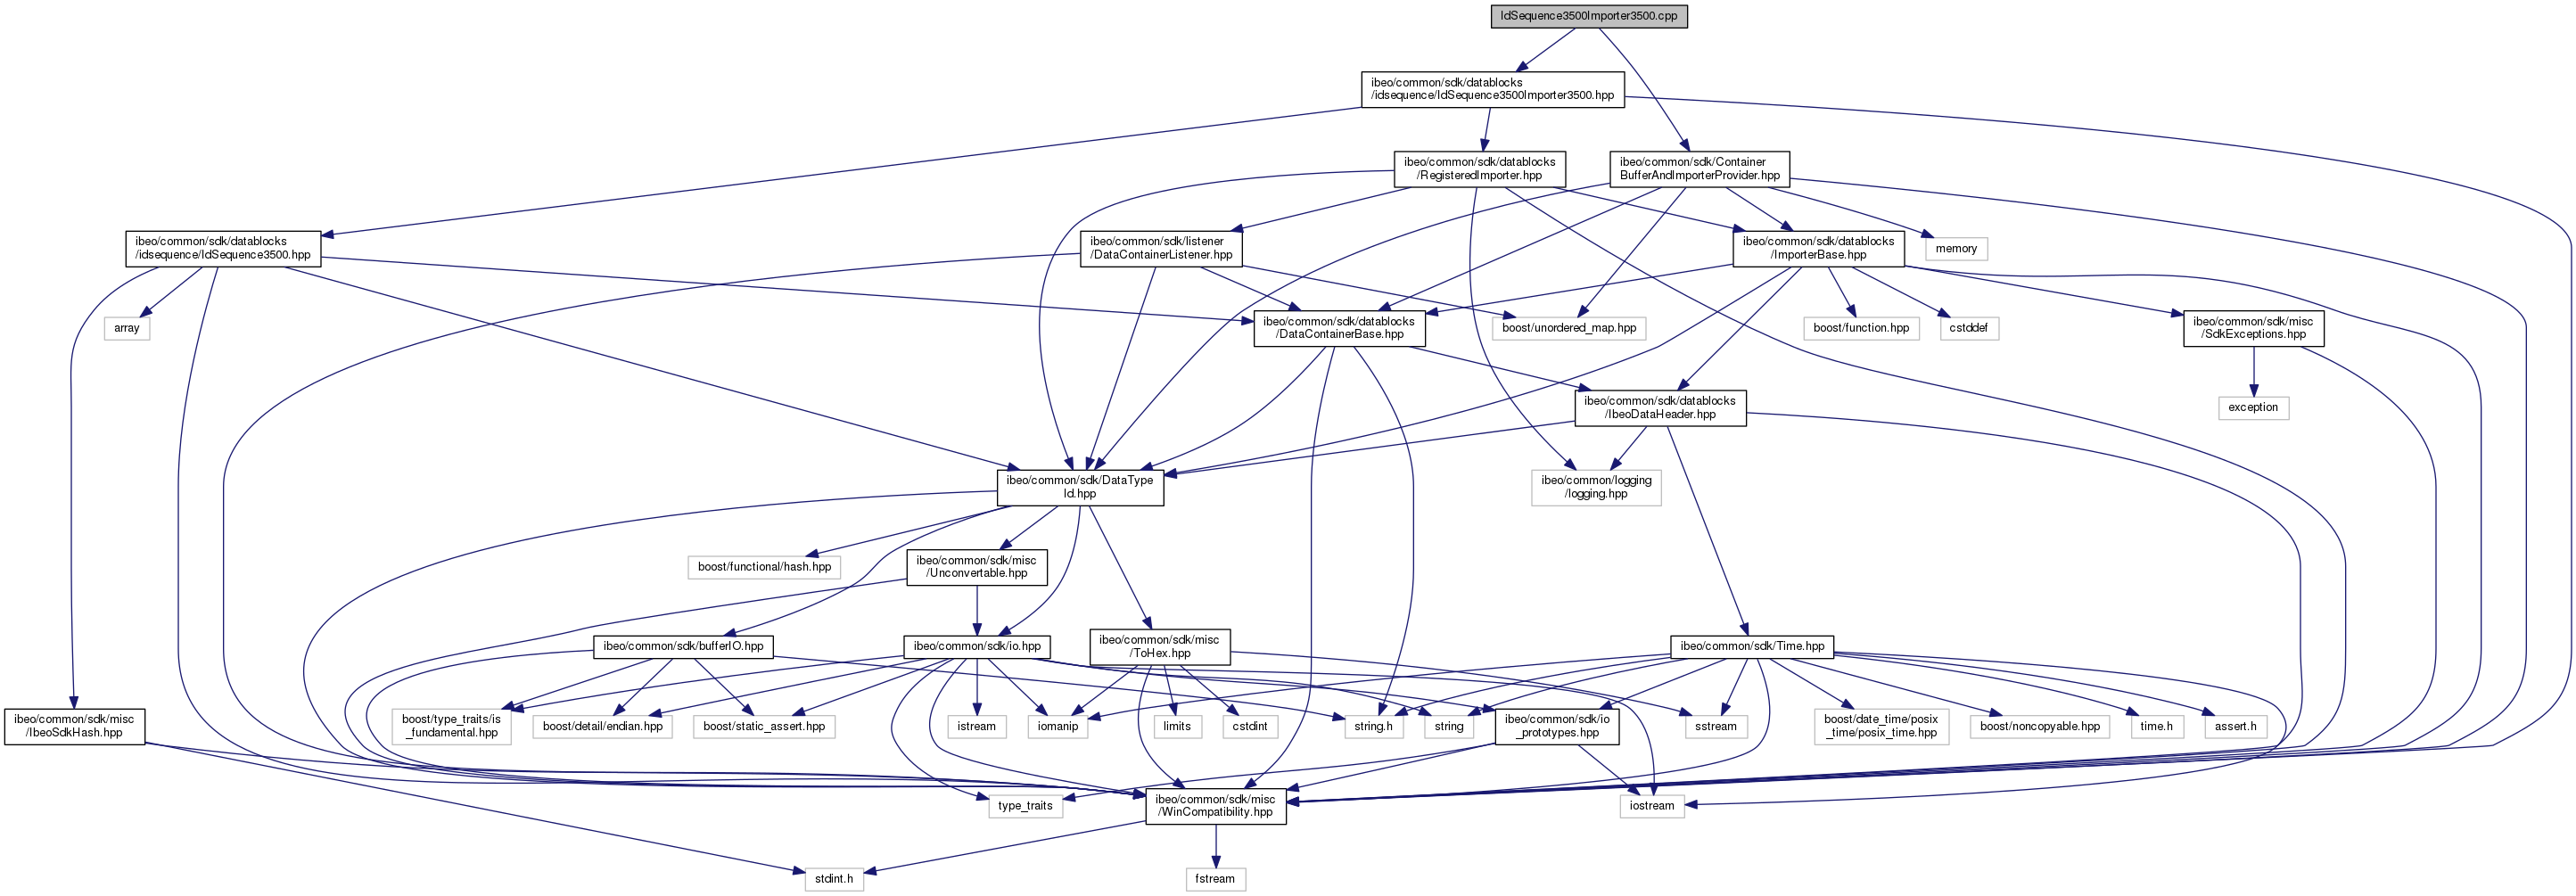 IdSequence3500Importer3500.cpp
ibeo/common/sdk/datablocks
/idsequence/IdSequence3500Importer3500.hpp
ibeo/common/sdk/datablocks
/RegisteredImporter.hpp
ibeo/common/sdk/Container
BufferAndImporterProvider.hpp
ibeo/common/sdk/datablocks
/idsequence/IdSequence3500.hpp
ibeo/common/sdk/listener
/DataContainerListener.hpp
ibeo/common/sdk/datablocks
/ImporterBase.hpp
memory
array
ibeo/common/sdk/datablocks
/DataContainerBase.hpp
boost/unordered_map.hpp
boost/function.hpp
cstddef
ibeo/common/sdk/misc
/SdkExceptions.hpp
ibeo/common/sdk/datablocks
/IbeoDataHeader.hpp
exception
ibeo/common/sdk/DataType
Id.hpp
ibeo/common/logging
/logging.hpp
boost/functional/hash.hpp
ibeo/common/sdk/misc
/Unconvertable.hpp
ibeo/common/sdk/bufferIO.hpp
ibeo/common/sdk/io.hpp
ibeo/common/sdk/misc
/ToHex.hpp
ibeo/common/sdk/Time.hpp
ibeo/common/sdk/misc
/IbeoSdkHash.hpp
boost/type_traits/is
_fundamental.hpp
boost/detail/endian.hpp
boost/static_assert.hpp
istream
iomanip
limits
cstdint
string.h
string
ibeo/common/sdk/io
_prototypes.hpp
sstream
boost/date_time/posix
_time/posix_time.hpp
boost/noncopyable.hpp
time.h
assert.h
type_traits
ibeo/common/sdk/misc
/WinCompatibility.hpp
iostream
stdint.h
fstream